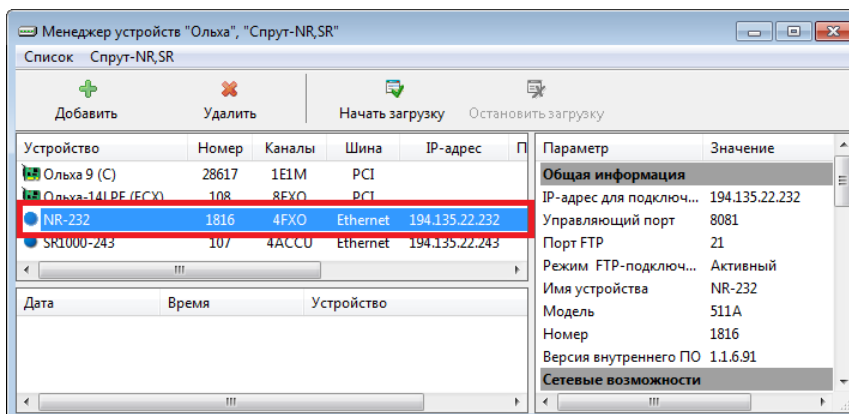 Менеджер устройств "Ольха", "Спрут-NR,SR"
Список Спрут-NR,SR
Добавить Удалить Начать загрузку Остановить загрузку
Устройство Номер Каналы Шина IP-адрес П
Ольха 9 (C) 28617 1E1M PCI
Ольха-14LPE (ECX) 108 8FXO PCI
NR-232 1816 4FXO Ethernet 194.135.22.232
SR1000-243 107 4ACCU Ethernet 194.135.22.243
Дата Время Устройство
Параметр Значение
Общая информация
IP-адрес для подключ... 194.135.22.232
Управляющий порт 8081
Порт FTP 21
Режим FTP-подключ... Активный
Имя устройства NR-232
Модель 511A
Номер 1816
Версия внутреннего ПО 1.1.6.91
Сетевые возможности